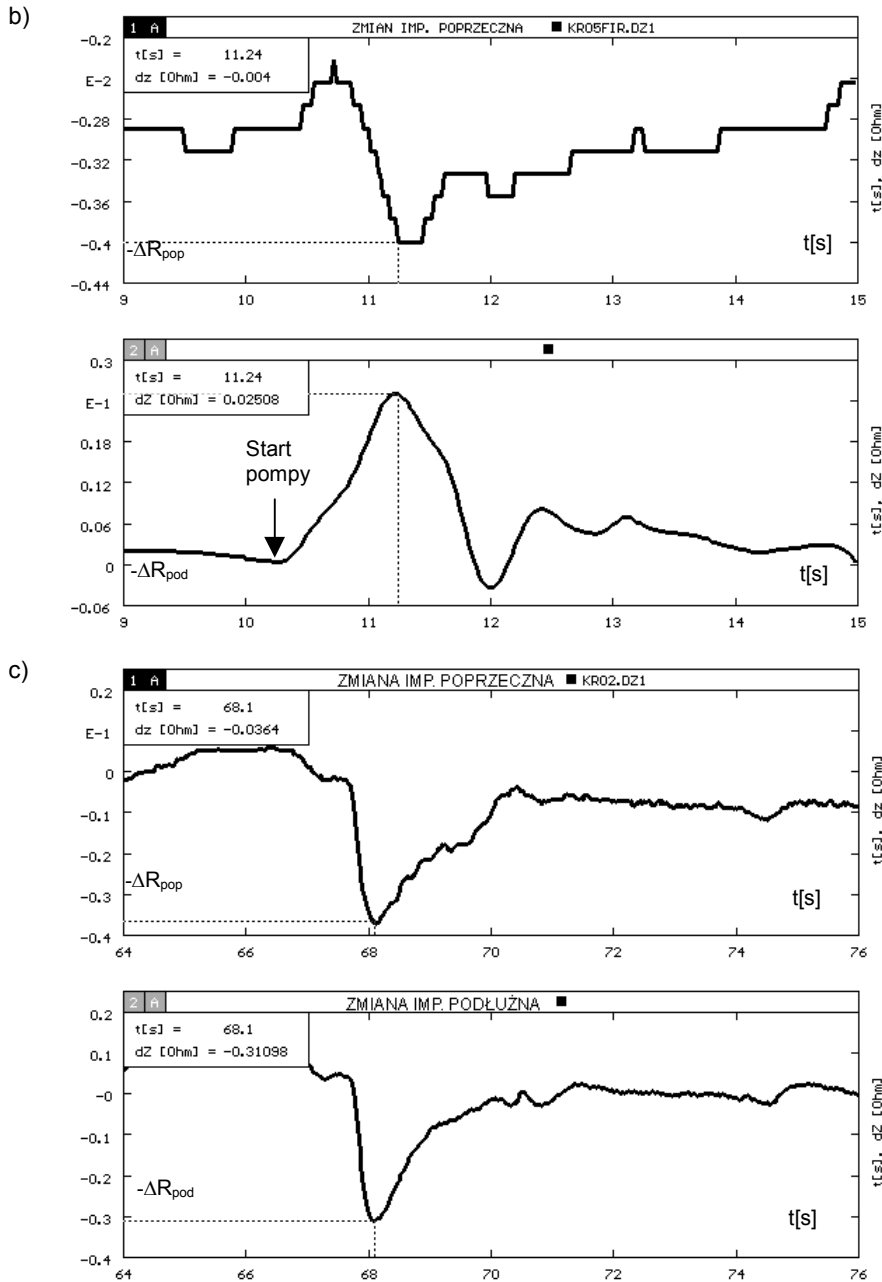 b)
1 A ZMIAN IMP. POPRZECZNA ■ KR05FIR.DZ1
t[s] = 11.24
dz [Ohm] = -0.004
-0.2
E-2
-0.28
-0.32
-0.36
-0.4
-0.44
-ΔRpop
t[s]
t[s], dz [Ohm]
9 10 11 12 13 14 15
2 A ■
t[s] = 11.24
dZ [Ohm] = 0.02508
0.3
E-1
0.18
0.12
0.06
0
-0.06
Start
pompy
-ΔRpod
t[s]
t[s], dZ [Ohm]
9 10 11 12 13 14 15
c)
1 A ZMIANA IMP. POPRZECZNA ■ KR02.DZ1
t[s] = 68.1
dz [Ohm] = -0.0364
0.2
E-1
0
-0.1
-0.2
-0.3
-0.4
-ΔRpop
t[s]
t[s], dz [Ohm]
64 66 68 70 72 74 76
2 A ZMIANA IMP. PODŁUŻNA ■
t[s] = 68.1
dZ [Ohm] = -0.31098
0.2
0.1
-0
-0.1
-0.2
-0.3
-0.4
-ΔRpod
t[s]
t[s], dZ [Ohm]
64 66 68 70 72 74 76